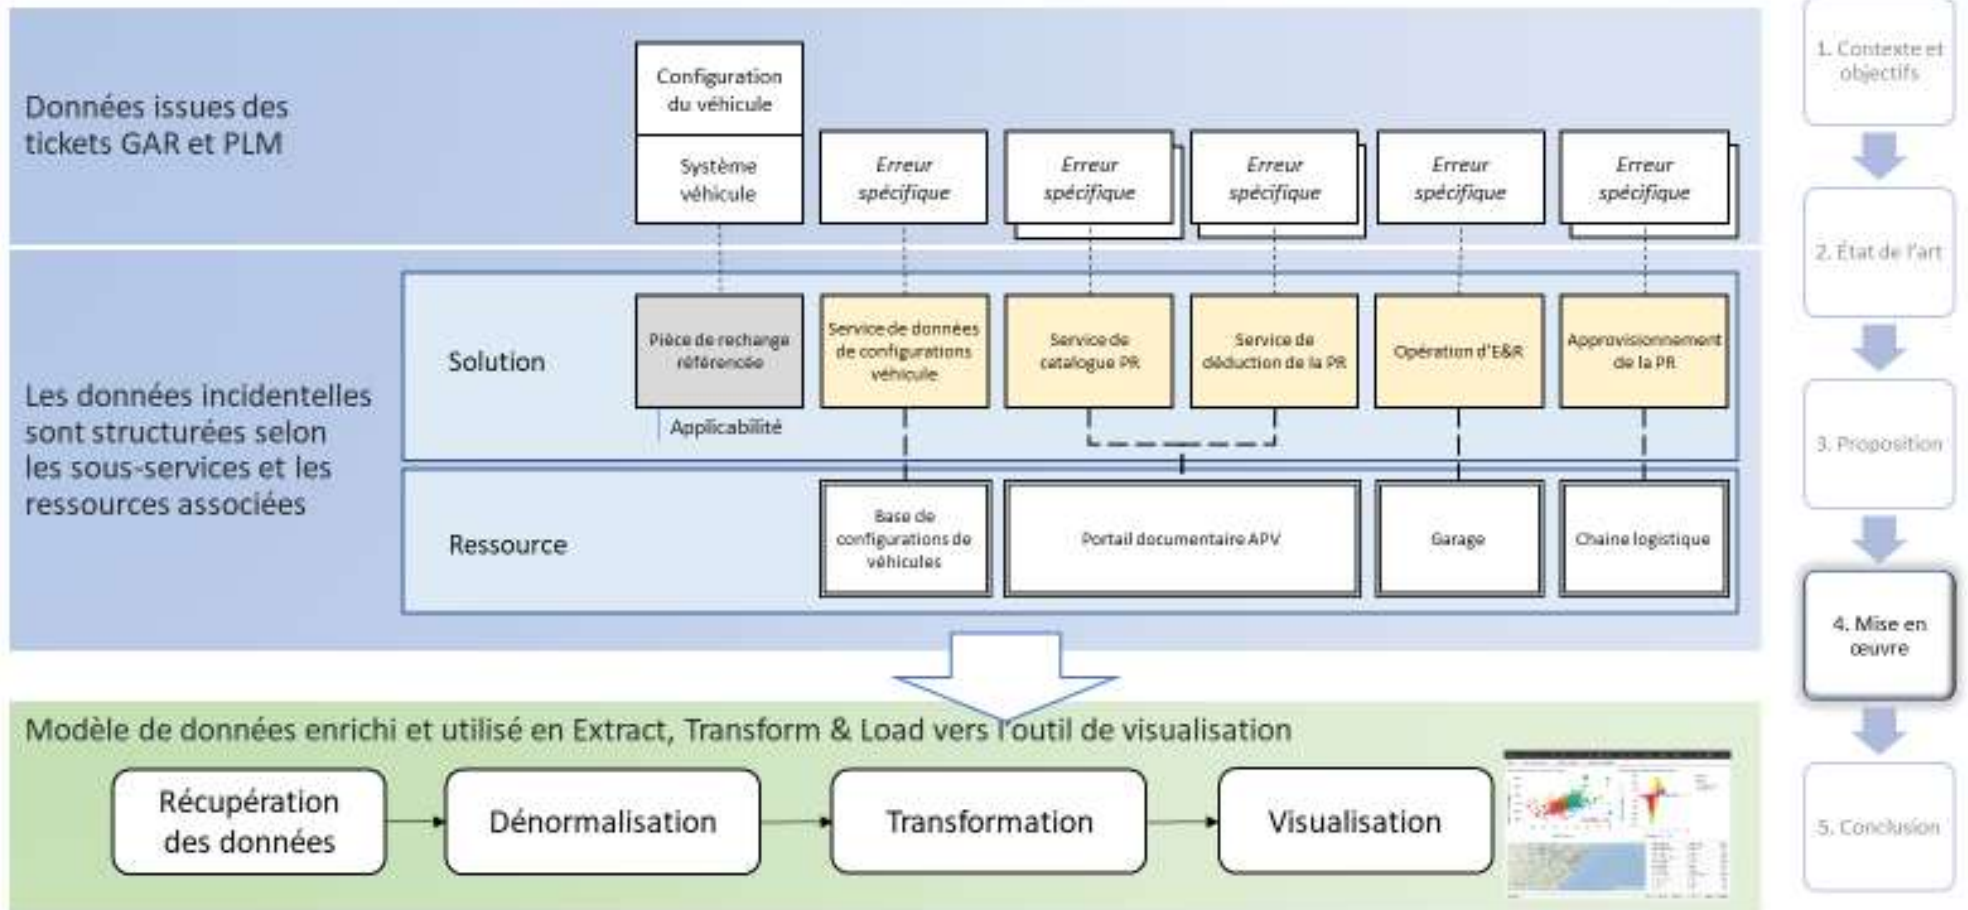 Données issues des
tickets GAR et PLM
Configuration
du véhicule
Système
véhicule
Erreur
spécifique
Erreur
spécifique
Erreur
spécifique
Erreur
spécifique
Erreur
spécifique
Les données incidentelles
sont structurées selon
les sous-services et les
ressources associées
Solution
Pièce de rechange
référencée
Applicabilité
Service de données
de configurations
véhicule
Service de
catalogue PR
Service de
déduction de la PR
Opération d'E&R
Approvisionnement
de la PR
Ressource
Base de
configurations de
véhicules
Portail documentaire APV
Garage
Chaine logistique
Modèle de données enrichi et utilisé en Extract, Transform & Load vers l'outil de visualisation
Récupération
des données
Dénormalisation
Transformation
Visualisation
1. Contexte et
objectifs
2. État de l'art
3. Proposition
4. Mise en
œuvre
5. Conclusion